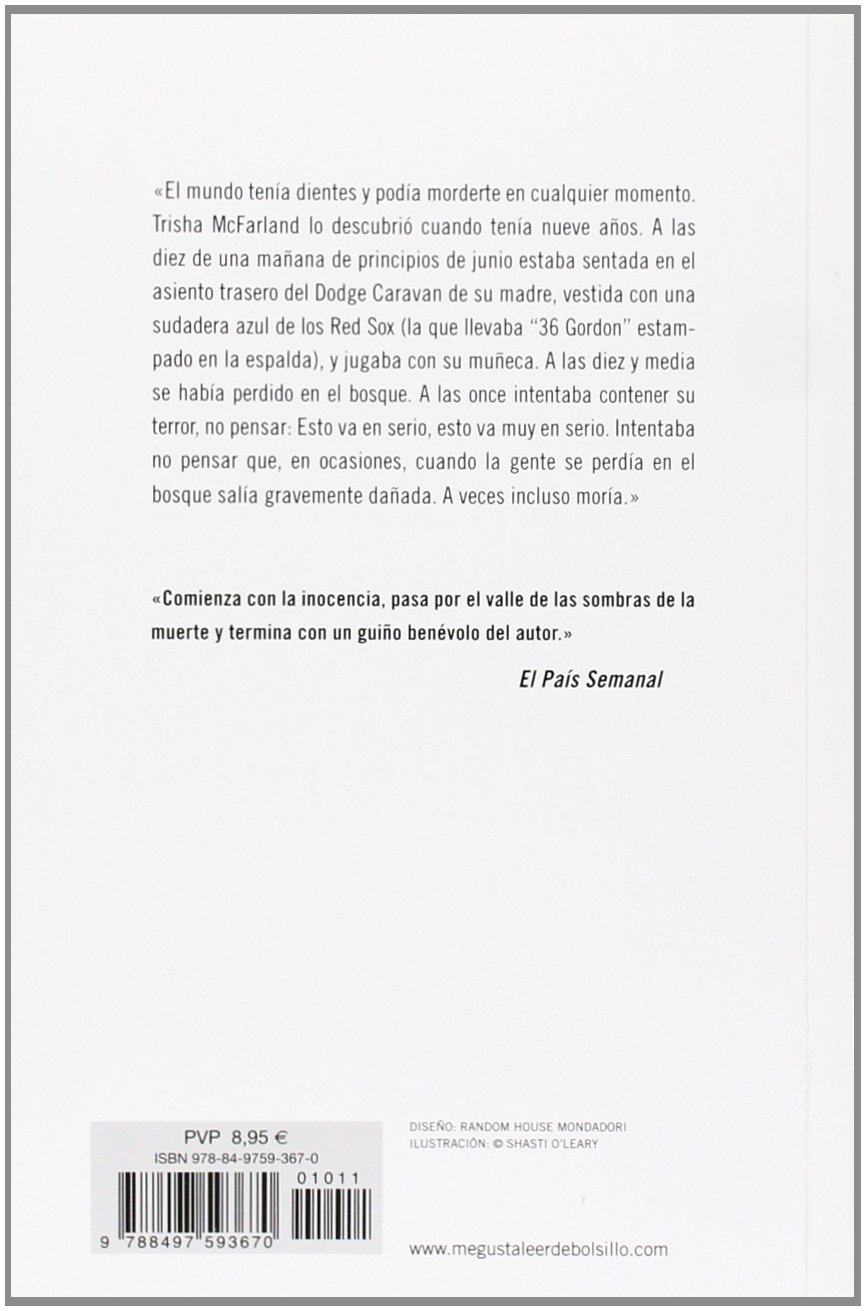 «El mundo tenía dientes y podía morderte en cualquier momento.
Trisha McFarland lo descubrió cuando tenía nueve años. A las
diez de una mañana de principios de junio estaba sentada en el
asiento trasero del Dodge Caravan de su madre, vestida con una
sudadera azul de los Red Sox (la que llevaba “36 Gordon” estam-
pado en la espalda), y jugaba con su muñeca. A las diez y media
se había perdido en el bosque. A las once intentaba contener su
terror, no pensar: Esto va en serio, esto va muy en serio. Intentaba
no pensar que, en ocasiones, cuando la gente se perdía en el
bosque salía gravemente dañada. A veces incluso moría.»
«Comienza con la inocencia, pasa por el valle de las sombras de la
muerte y termina con un guiño benévolo del autor.»
El País Semanal
PVP 8,95 €
ISBN 978-84-9759-367-0
01011
9 788497 593670
DISEÑO: RANDOM HOUSE MONDADORI
ILUSTRACIÓN: © SHASTI O'LEARY
www.megustaleerdebolsillo.com